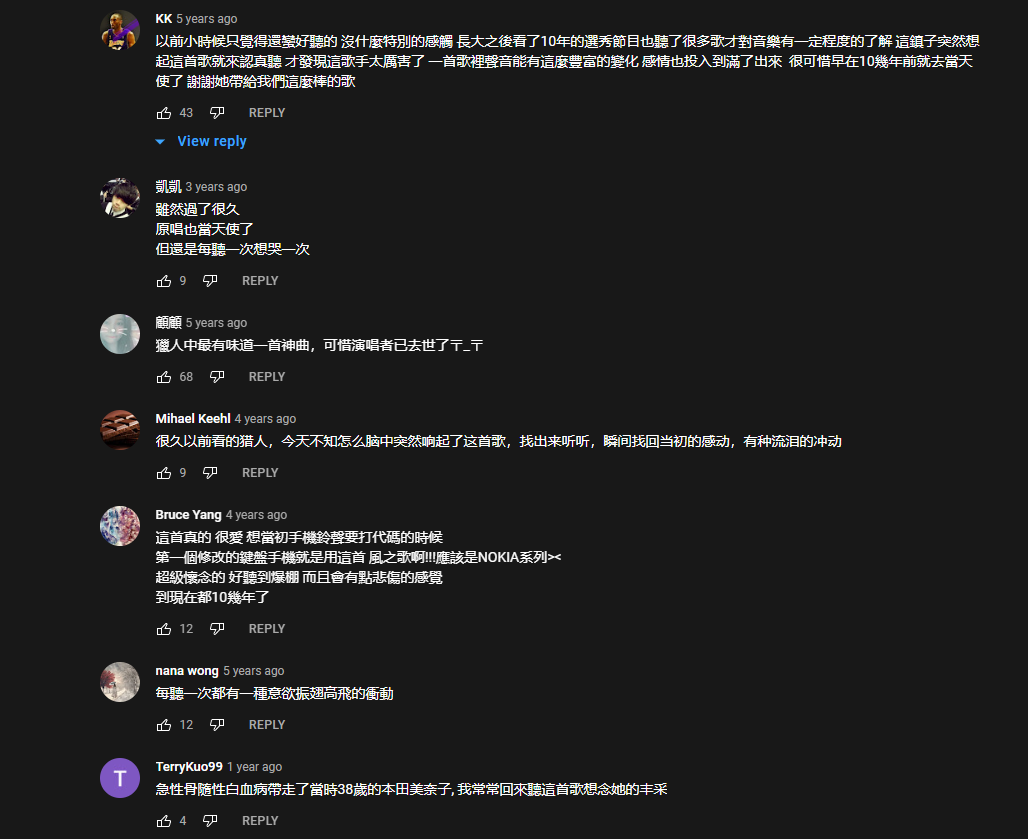 KK 5 years ago
以前小時候只覺得還蠻好聽的 沒什麼特別的感觸 長大之後看了10年的選秀節目也聽了很多歌才對音樂有一定程度的了解 這鎮子突然想
起這首歌就來認真聽 才發現這歌手太厲害了 一首歌裡聲音能有這麼豐富的變化 感情也投入到滿了出來 很可惜早在10幾年前就去當天
使了 謝謝她帶給我們這麼棒的歌
43 REPLY
View reply
凱凱 3 years ago
雖然過了很久
原唱也當天使了
但還是每聽一次想哭一次
9 REPLY
顧顧 5 years ago
獵人中最有味道一首神曲，可惜演唱者已去世了〒_〒
68 REPLY
Mihael Keehl 4 years ago
很久以前看的猎人，今天不知怎么脑中突然响起了这首歌，找出来听听，瞬间找回当初的感动，有种流泪的冲动
9 REPLY
Bruce Yang 4 years ago
這首真的 很愛 想當初手機鈴聲要打代碼的時候
第一個修改的鍵盤手機就是用這首 風之歌啊!!!應該是NOKIA系列><
超級懷念的 好聽到爆棚 而且會有點悲傷的感覺
到現在都10幾年了
12 REPLY
nana wong 5 years ago
每聽一次都有一種意欲振翅高飛的衝動
12 REPLY
T
TerryKuo99 1 year ago
急性骨隨性白血病帶走了當時38歲的本田美奈子, 我常常回來聽這首歌想念她的丰采
4 REPLY